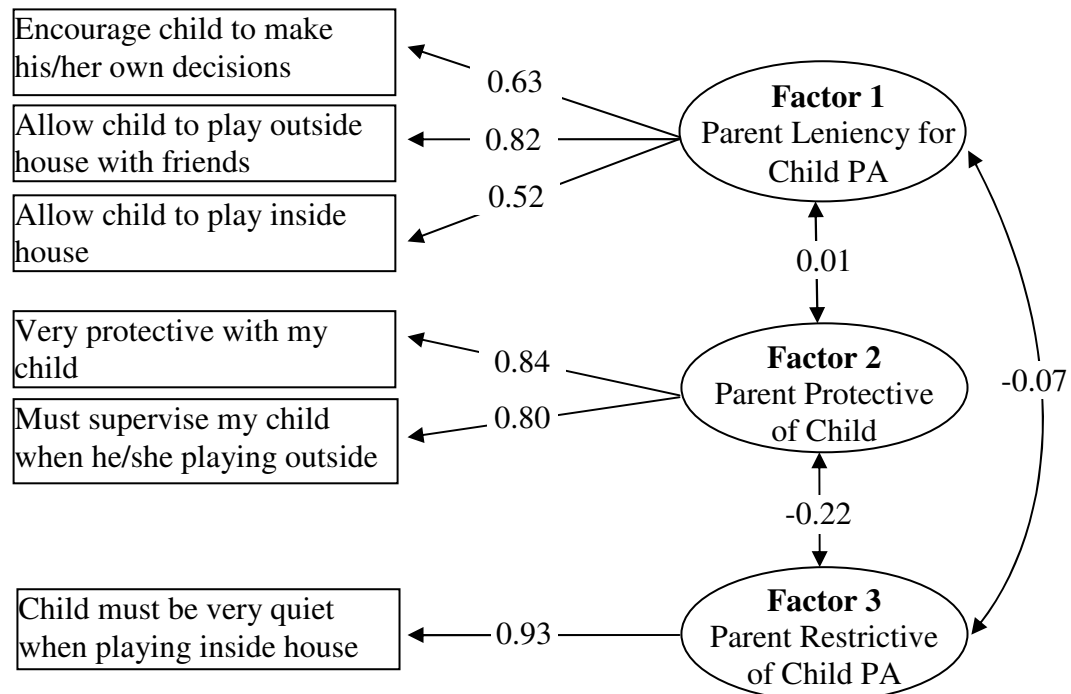 Encourage child to make
his/her own decisions
Allow child to play outside
house with friends
Allow child to play inside
house
Very protective with my
child
Must supervise my child
when he/she playing outside
Child must be very quiet
when playing inside house
0.63
0.82
0.52
0.84
0.80
0.93
Factor 1
Parent Leniency for
Child PA
0.01
Factor 2
Parent Protective
of Child
-0.22
Factor 3
Parent Restrictive
of Child PA
-0.07